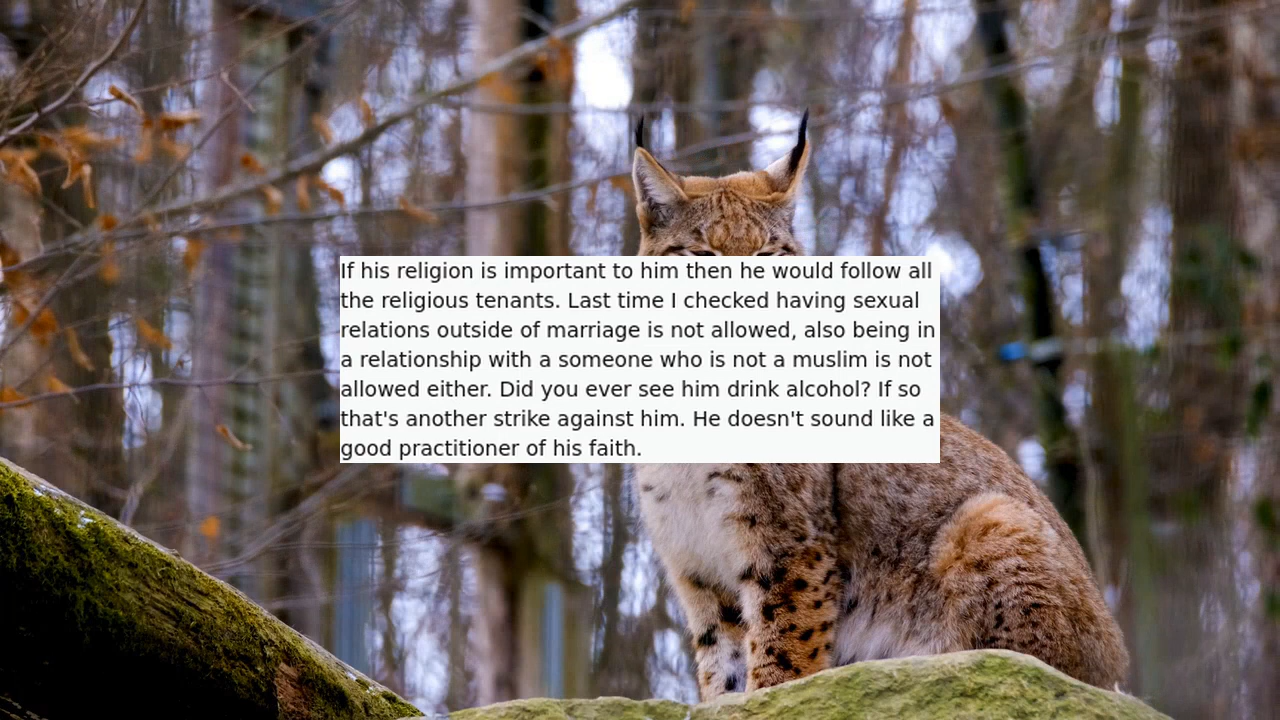 If his religion is important to him then he would follow all
the religious tenants. Last time I checked having sexual
relations outside of marriage is not allowed, also being in
a relationship with a someone who is not a muslim is not
allowed either. Did you ever see him drink alcohol? If so
that's another strike against him. He doesn't sound like a
good practitioner of his faith.